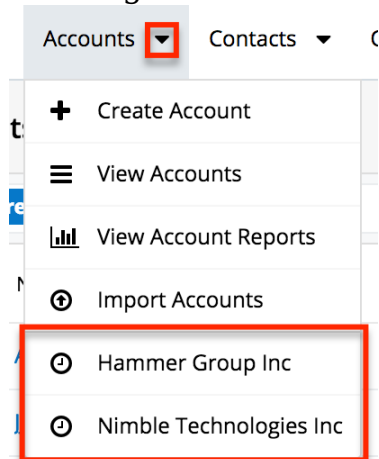 Accounts Contacts
Create Account
View Accounts
View Account Reports
Import Accounts
Hammer Group Inc
Nimble Technologies Inc